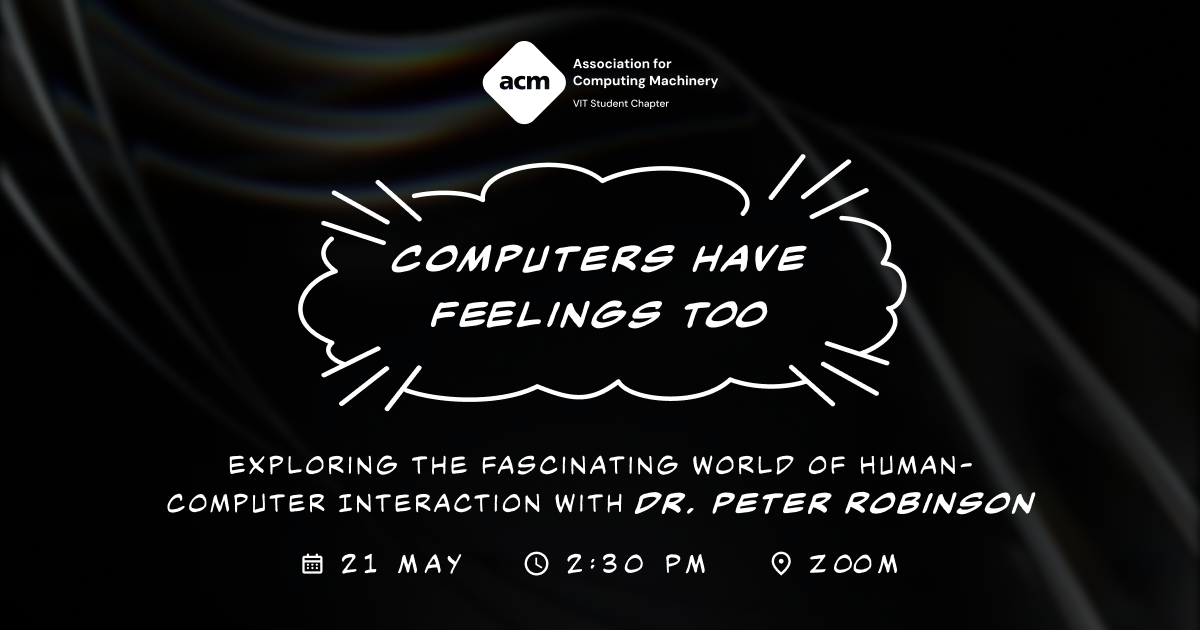 acm
Association for
Computing Machinery
VIT Student Chapter
COMPUTERS HAVE
FEELINGS TOO
EXPLORING THE FASCINATING WORLD OF HUMAN-
COMPUTER INTERACTION WITH DR. PETER ROBINSON
21 MAY 2:30 PM ZOOM